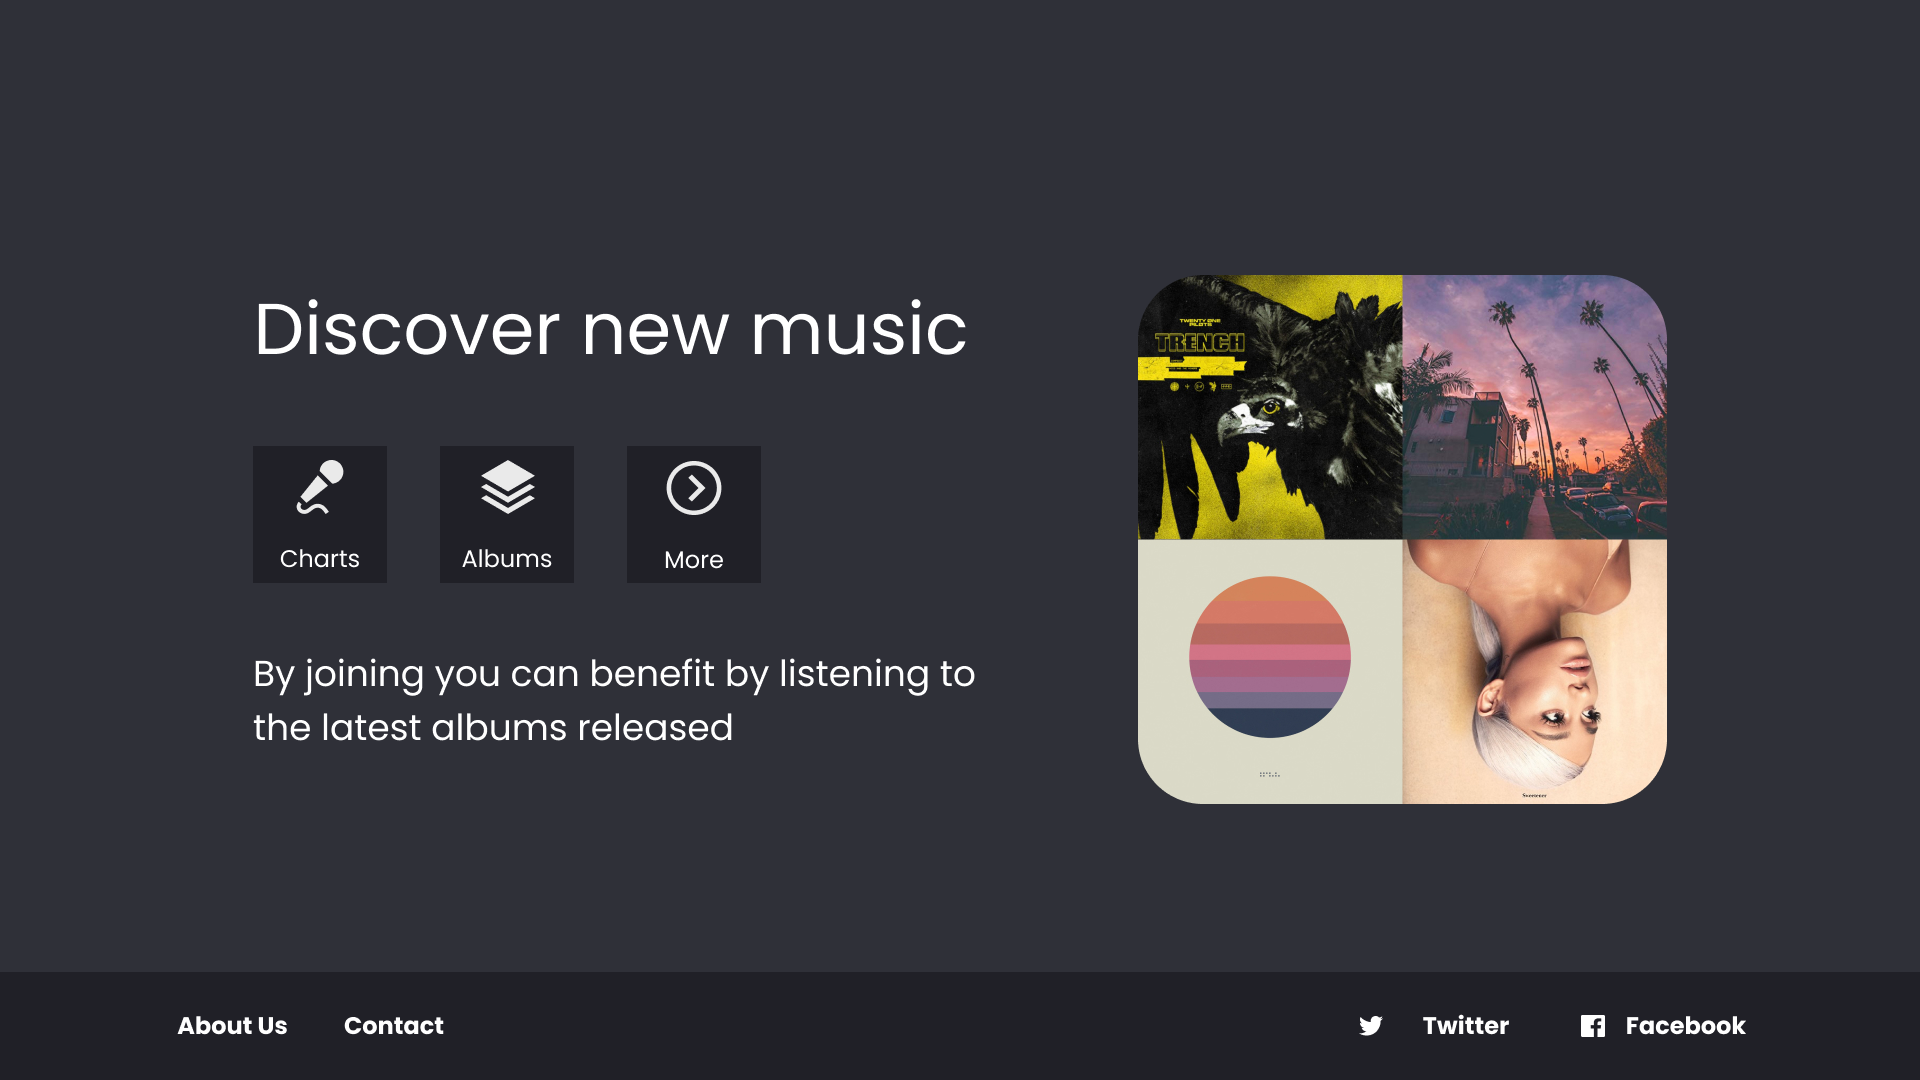 Discover new music
Charts
Albums
More
By joining you can benefit by listening to
the latest albums released
TWENTY ONE
PILOTS
TRENCH
Sweetener
About Us
Contact
Twitter
Facebook